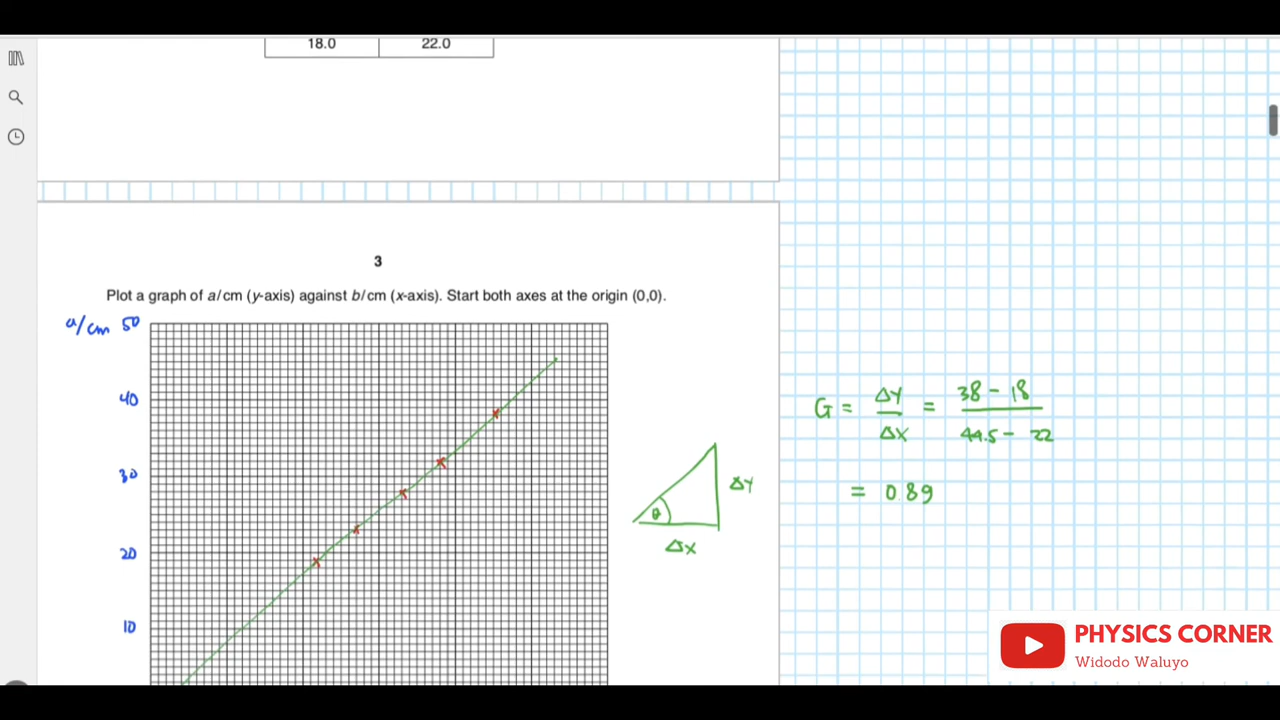 18.0 22.0
3
Plot a graph of a/cm (y-axis) against b/cm (x-axis). Start both axes at the origin (0,0).
a/cm 50
40
30
20
10
θ
ΔY
ΔX
G = ΔY/ΔX = 38 - 18 / 44.5 - 22
= 0.89
PHYSICS CORNER
Widodo Waluyo